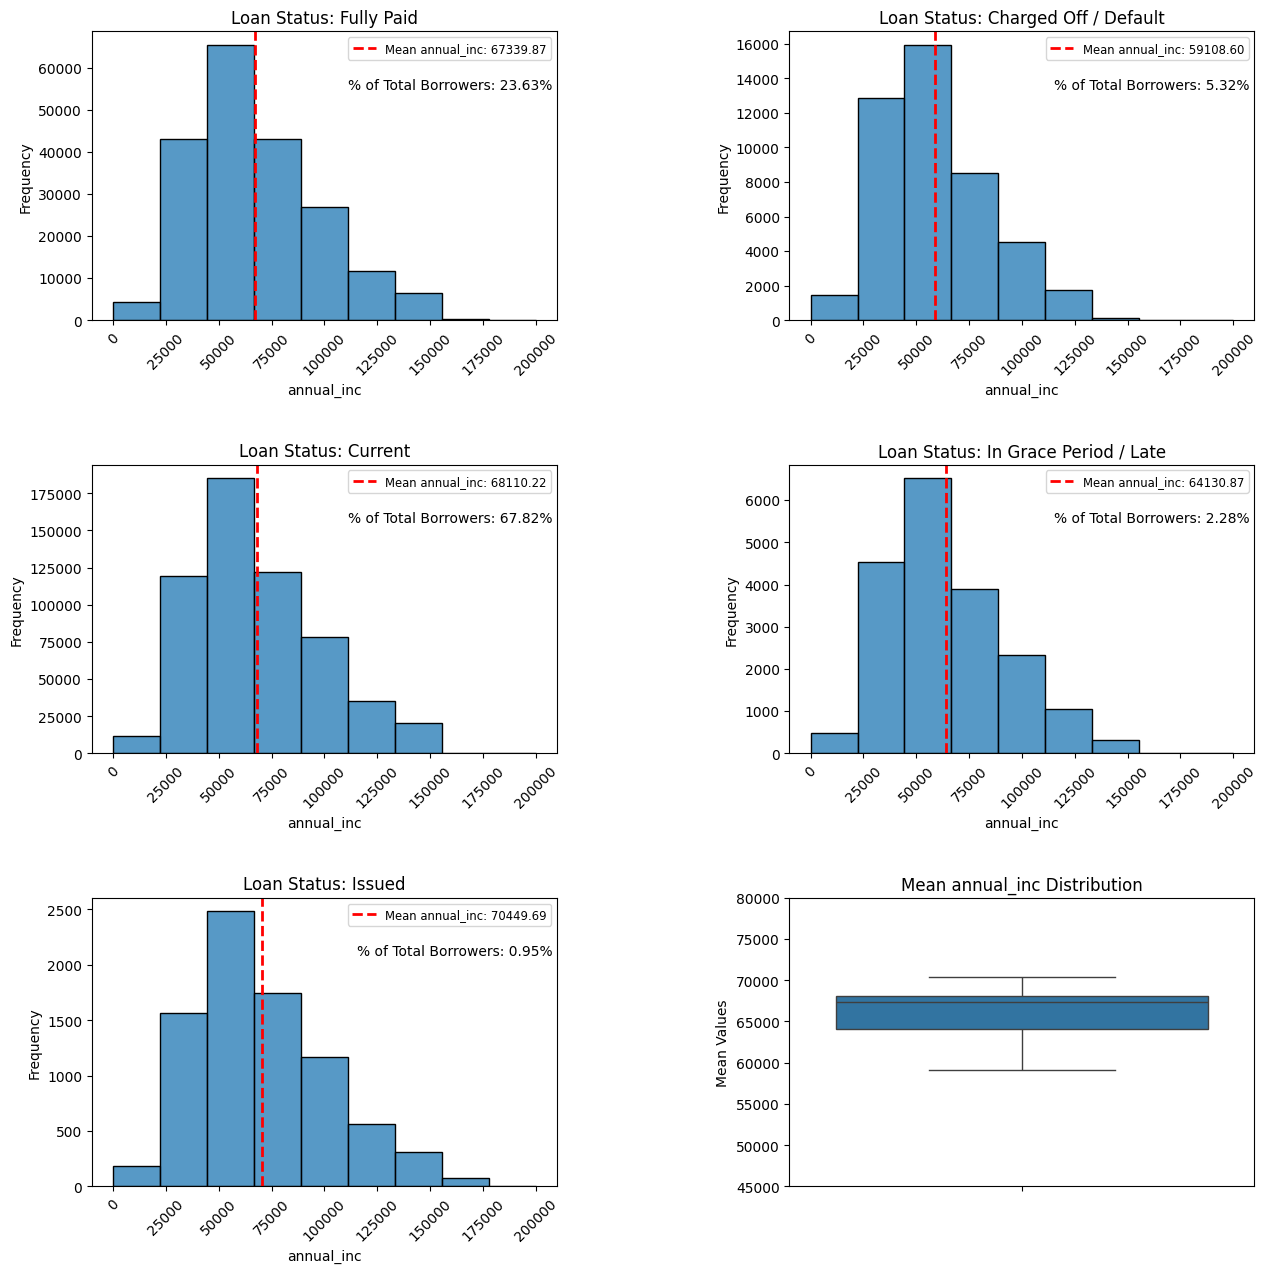 Loan Status: Fully Paid
Mean annual_inc: 67339.87
% of Total Borrowers: 23.63%
Frequency
60000
50000
40000
30000
20000
10000
0
0 25000 50000 75000 100000 125000 150000 175000 200000
annual_inc
Loan Status: Charged Off / Default
Mean annual_inc: 59108.60
% of Total Borrowers: 5.32%
Frequency
16000
14000
12000
10000
8000
6000
4000
2000
0
0 25000 50000 75000 100000 125000 150000 175000 200000
annual_inc
Loan Status: Current
Mean annual_inc: 68110.22
% of Total Borrowers: 67.82%
Frequency
175000
150000
125000
100000
75000
50000
25000
0
0 25000 50000 75000 100000 125000 150000 175000 200000
annual_inc
Loan Status: In Grace Period / Late
Mean annual_inc: 64130.87
% of Total Borrowers: 2.28%
Frequency
6000
5000
4000
3000
2000
1000
0
0 25000 50000 75000 100000 125000 150000 175000 200000
annual_inc
Loan Status: Issued
Mean annual_inc: 70449.69
% of Total Borrowers: 0.95%
Frequency
2500
2000
1500
1000
500
0
0 25000 50000 75000 100000 125000 150000 175000 200000
annual_inc
Mean annual_inc Distribution
Mean Values
80000
75000
70000
65000
60000
55000
50000
45000